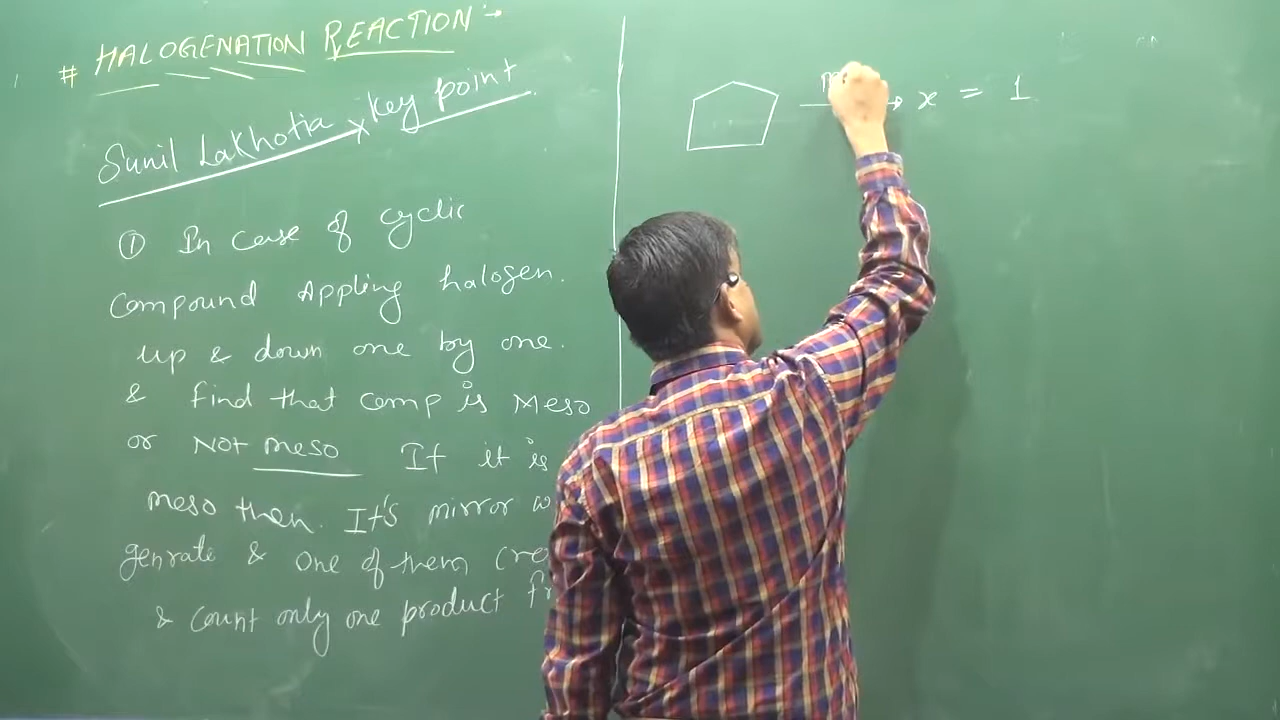 # HALOGENATION REACTION :→
Sunil Lakhotia x Key point
① In case of cyclic
Compound Appling halogen.
up & down one by one.
& find that comp is Meso
or Not meso If it is
meso then. It's mirror
genrate & one of them
& count only one product
x = 1